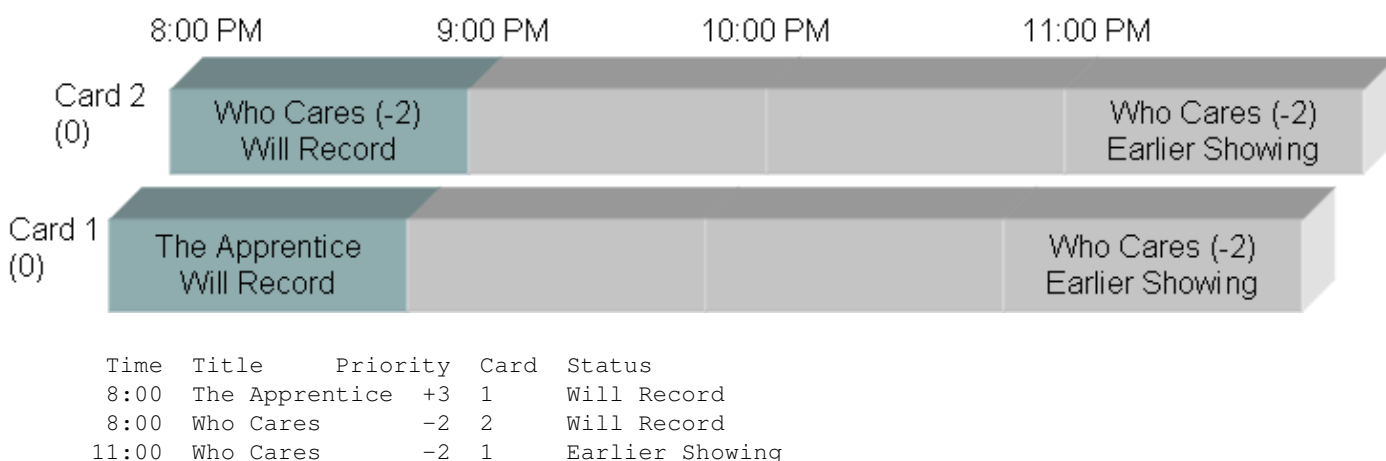 8:00 PM 9:00 PM 10:00 PM 11:00 PM
Card 2
(0)
Who Cares (-2)
Will Record
Who Cares (-2)
Earlier Showing
Card 1
(0)
The Apprentice
Will Record
Who Cares (-2)
Earlier Showing
Time Title Priority Card Status
8:00 The Apprentice +3 1 Will Record
8:00 Who Cares -2 2 Will Record
11:00 Who Cares -2 1 Earlier Showing